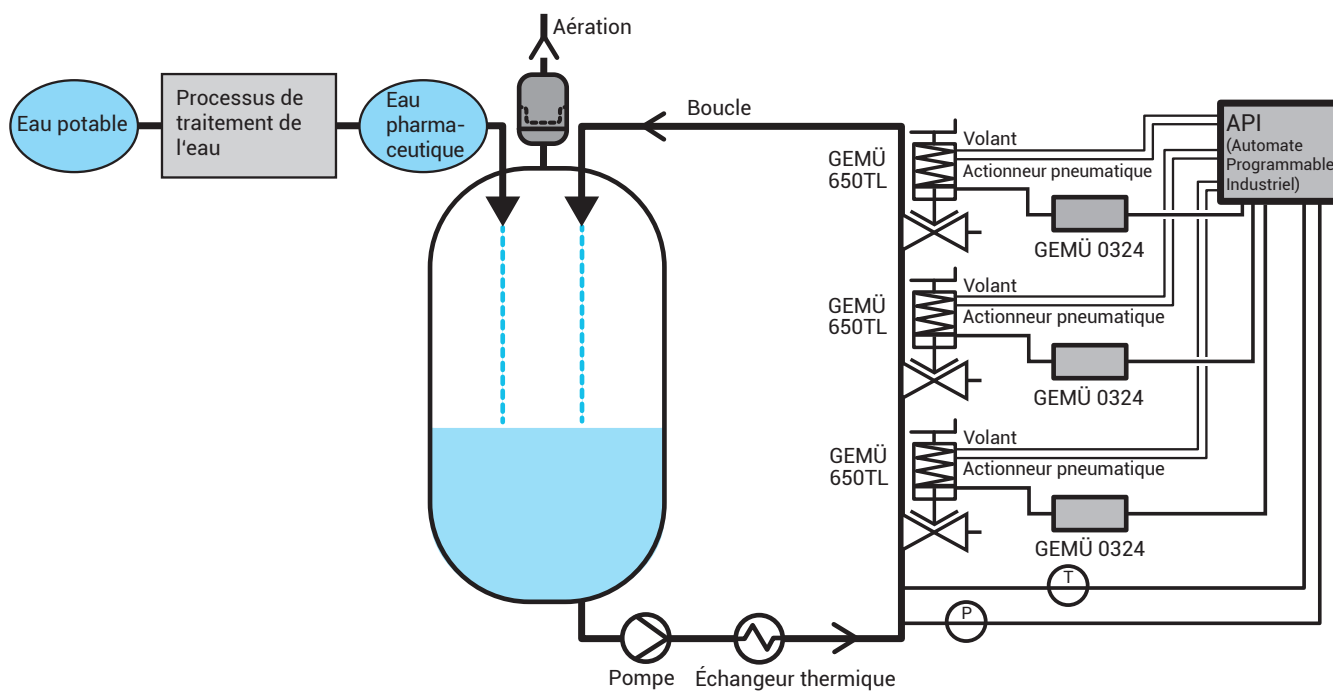 Aération
Eau potable
Processus de
traitement de
l'eau
Eau
pharma-
ceutique
Boucle
GEMÜ
650TL
Volant
Actionneur pneumatique
GEMÜ 0324
API
(Automate
Programmable
Industriel)
GEMÜ
650TL
Volant
Actionneur pneumatique
GEMÜ 0324
GEMÜ
650TL
Volant
Actionneur pneumatique
GEMÜ 0324
T
P
Pompe
Échangeur thermique